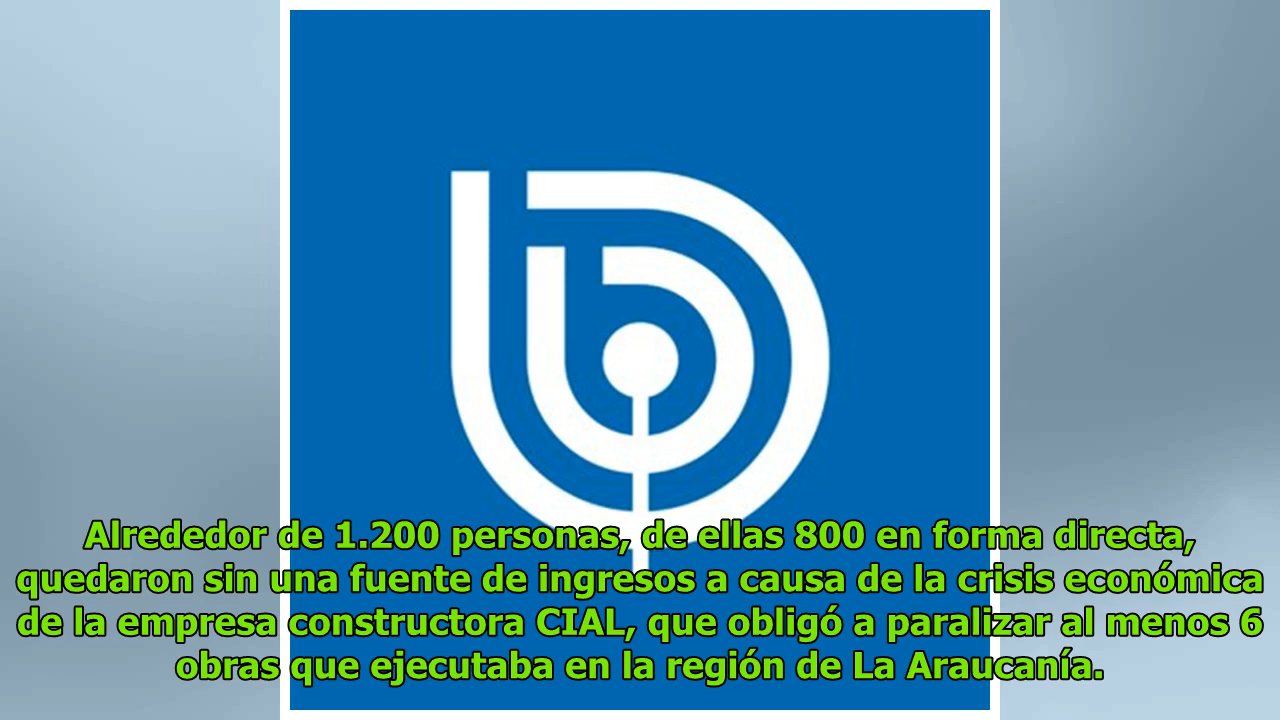 Alrededor de 1.200 personas, de ellas 800 en forma directa,
quedaron sin una fuente de ingresos a causa de la crisis económica
de la empresa constructora CIAL, que obligó a paralizar al menos 6
obras que ejecutaba en la región de La Araucanía.